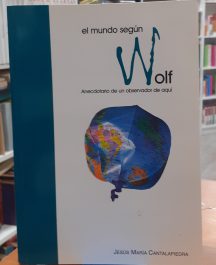 el mundo según
Wolf
Anecdotario de un observador de aquí
JESÚS MARÍA CANTALAPIEDRA